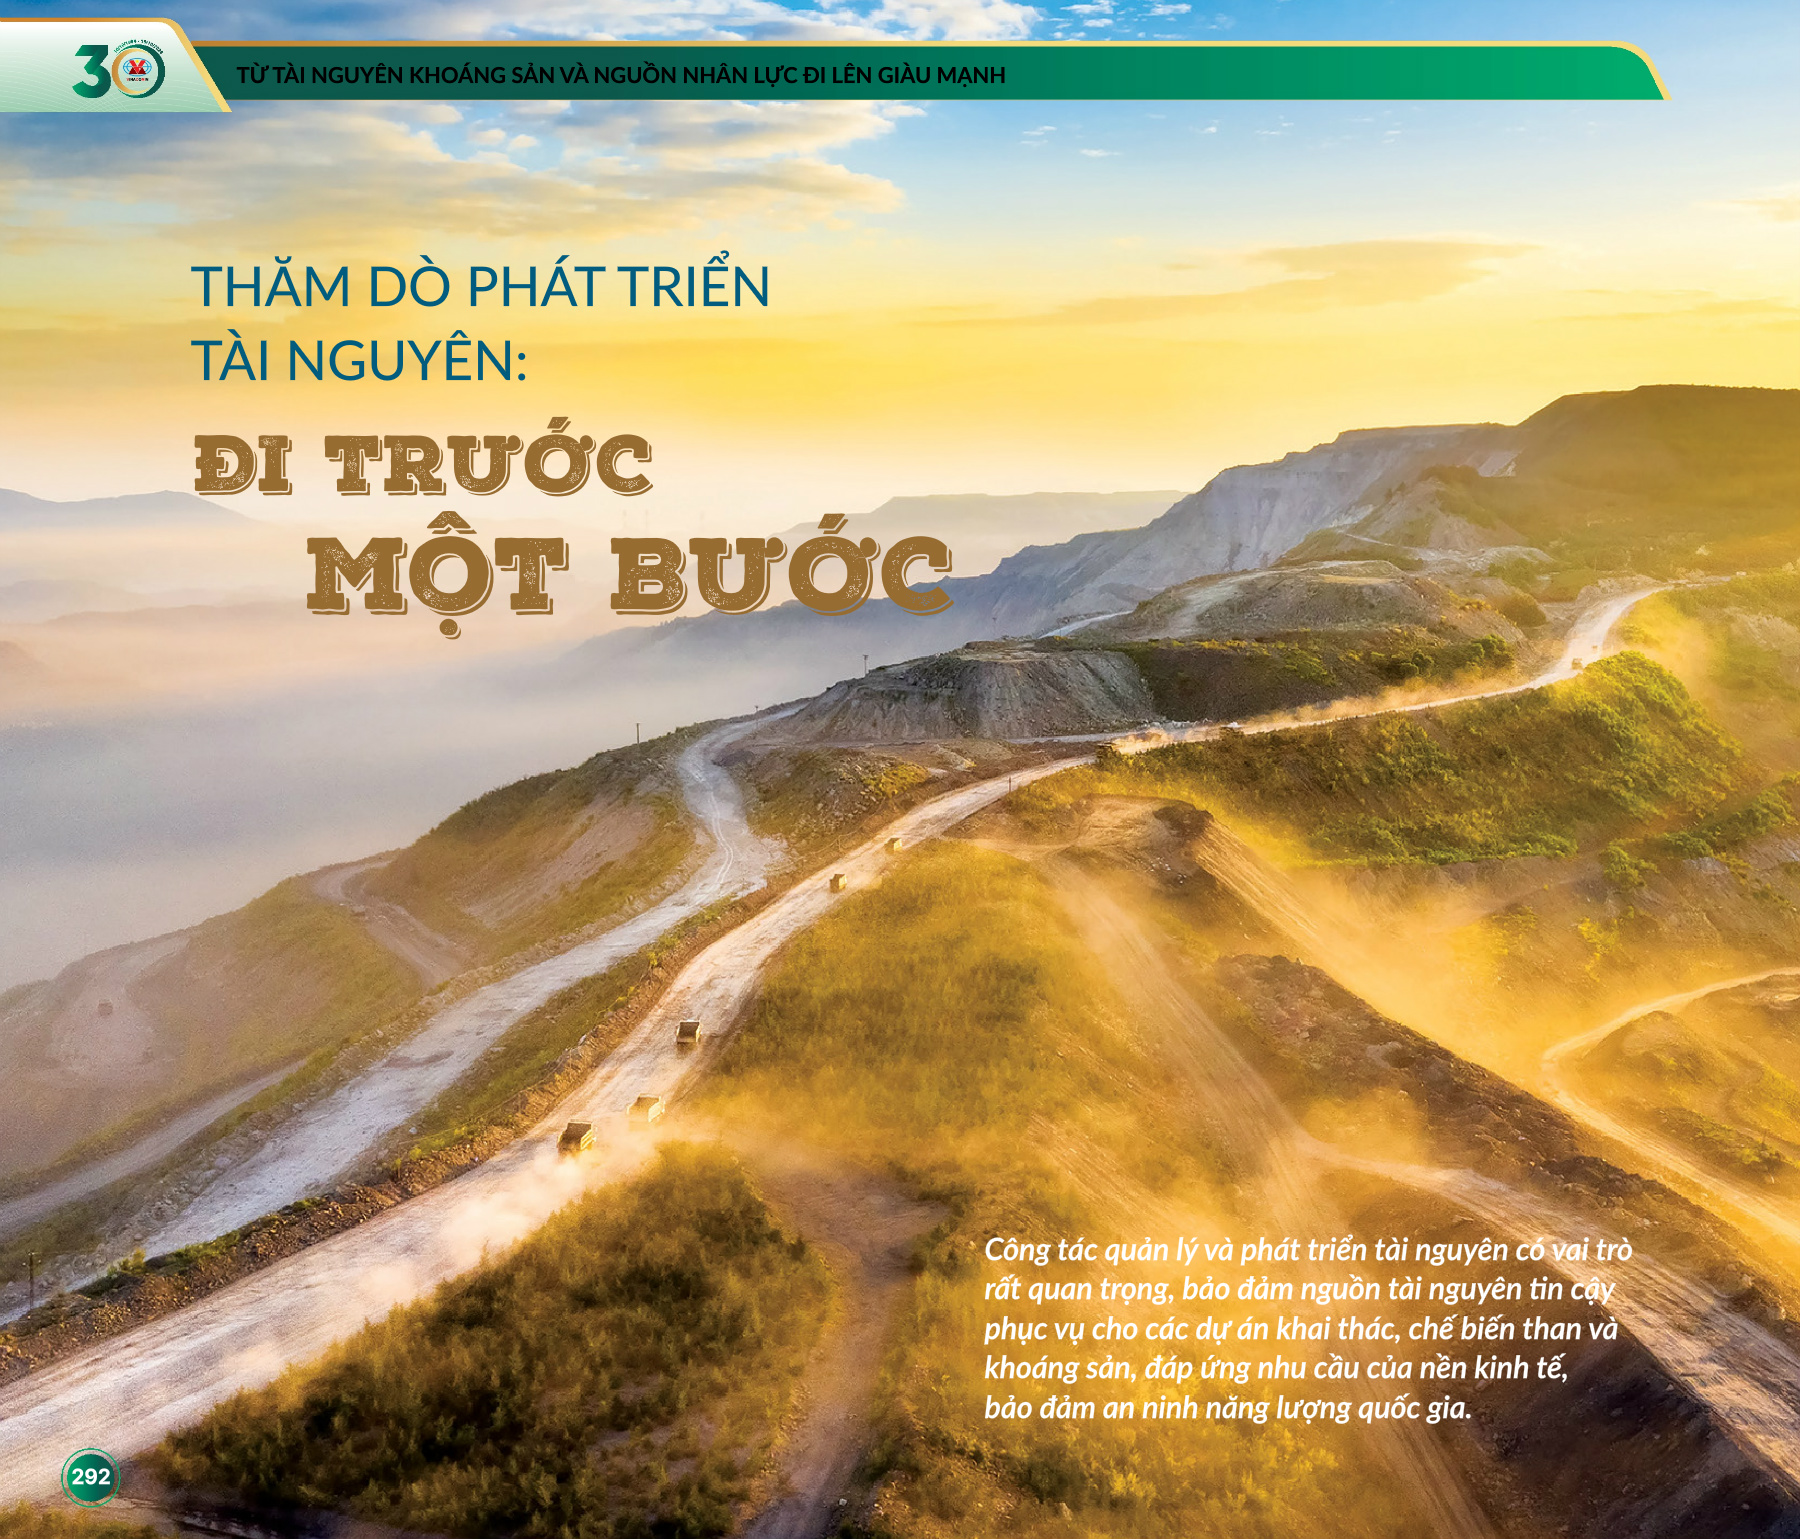 30
VINACOMIN
TỪ TÀI NGUYÊN KHOÁNG SẢN VÀ NGUỒN NHÂN LỰC ĐI LÊN GIÀU MẠNH
THĂM DÒ PHÁT TRIỂN
TÀI NGUYÊN:
ĐI TRƯỚC
MỘT BƯỚC
Công tác quản lý và phát triển tài nguyên có vai trò
rất quan trọng, bảo đảm nguồn tài nguyên tin cậy
phục vụ cho các dự án khai thác, chế biến than và
khoáng sản, đáp ứng nhu cầu của nền kinh tế,
bảo đảm an ninh năng lượng quốc gia.
292